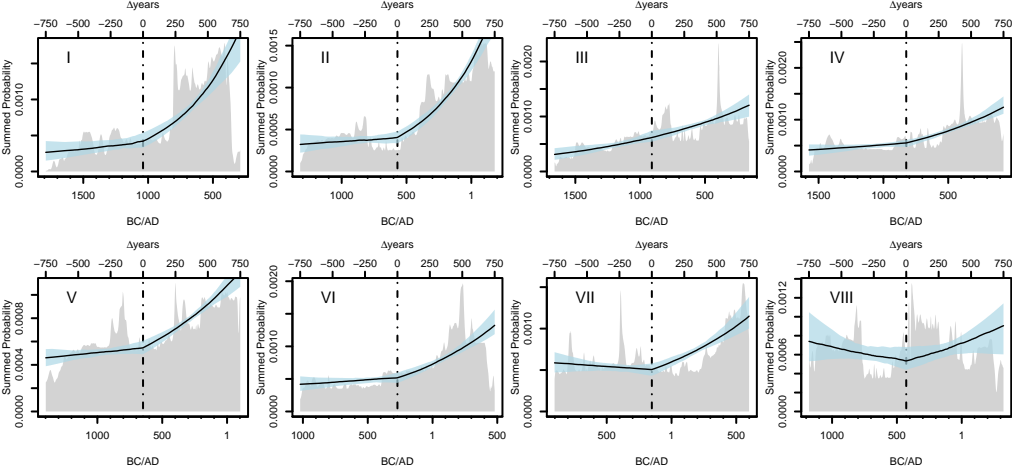 Δyears Δyears Δyears Δyears
−750 −500 −250 0 250 500 750 −750 −500 −250 0 250 500 750 −750 −500 −250 0 250 500 750 −750 −500 −250 0 250 500 750
I II III IV
Summed Probability Summed Probability Summed Probability Summed Probability
0.0000 0.0010 0.0000 0.0005 0.0010 0.0015 0.0000 0.0010 0.0020 0.0000 0.0010 0.0020
1500 1000 500 1000 500 1 1500 1000 500 1500 1000 500
BC/AD BC/AD BC/AD BC/AD
Δyears Δyears Δyears Δyears
−750 −500 −250 0 250 500 750 −750 −500 −250 0 250 500 750 −750 −500 −250 0 250 500 750 −750 −500 −250 0 250 500 750
V VI VII VIII
Summed Probability Summed Probability Summed Probability Summed Probability
0.0000 0.0004 0.0008 0.0000 0.0010 0.0020 0.0000 0.0010 0.0000 0.0006 0.0012
1000 500 1 1000 500 1 500 500 1 500 1000 500 1
BC/AD BC/AD BC/AD BC/AD